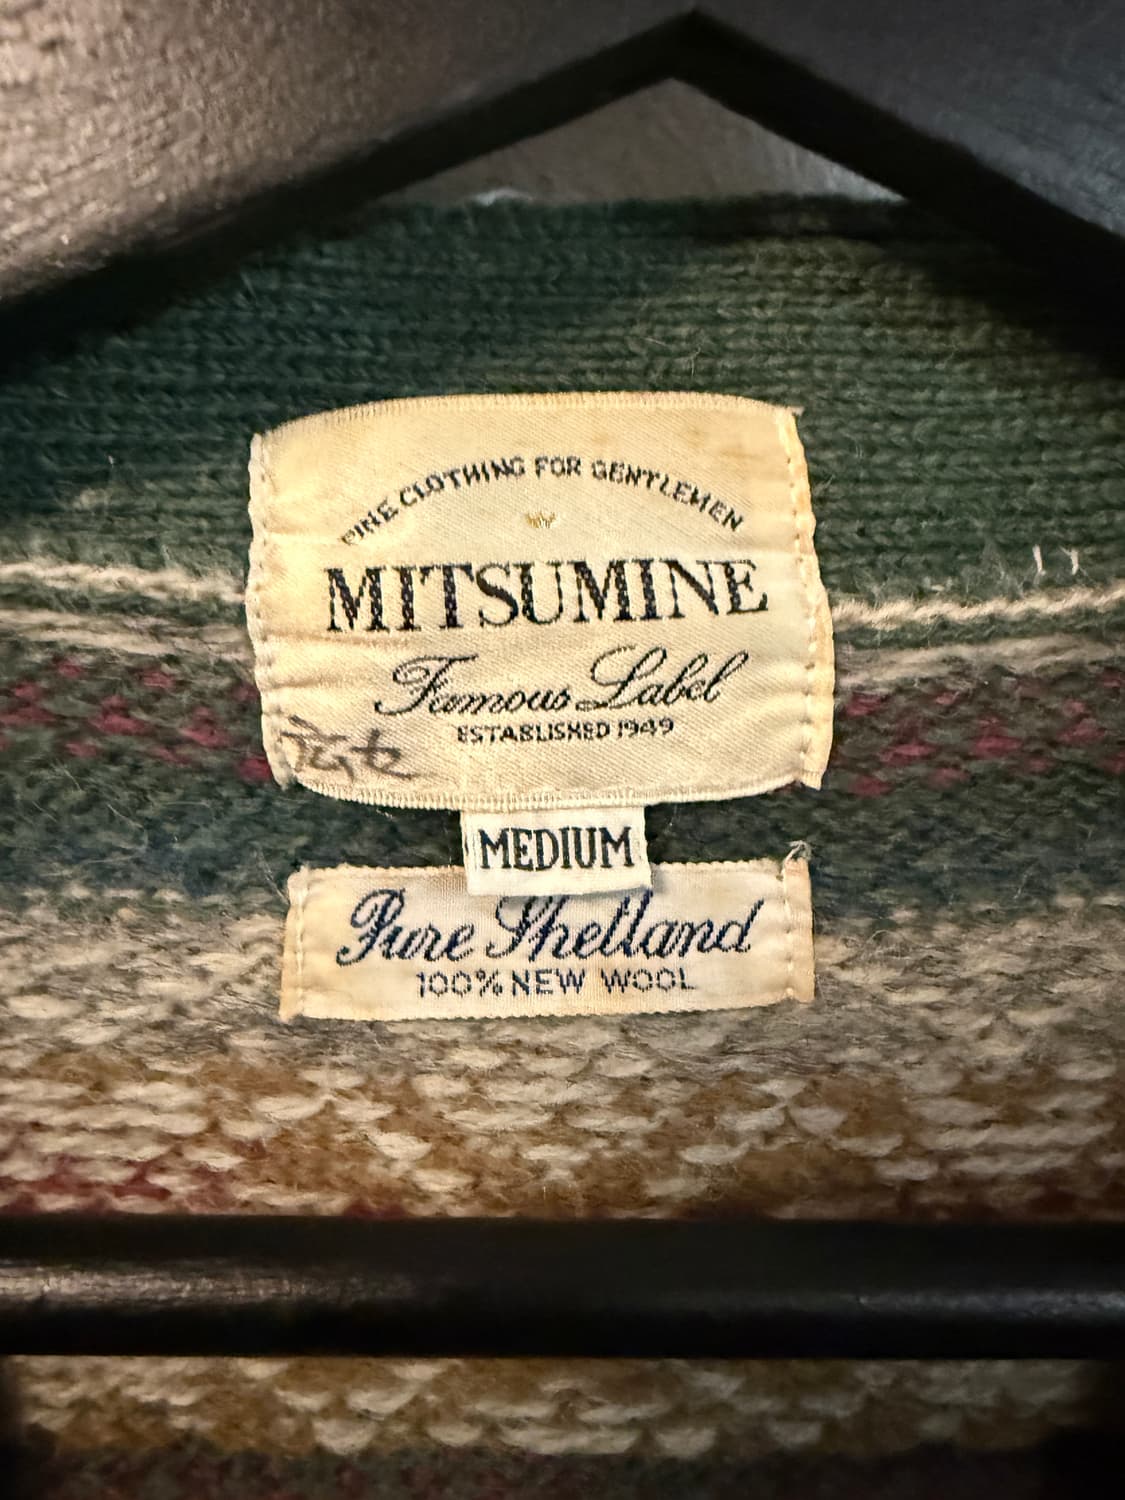 FINE CLOTHING FOR GENTLEMEN
MITSUMINE
Famous Label
ESTABLISHED 1949
MEDIUM
Pure Shetland
100% NEW WOOL